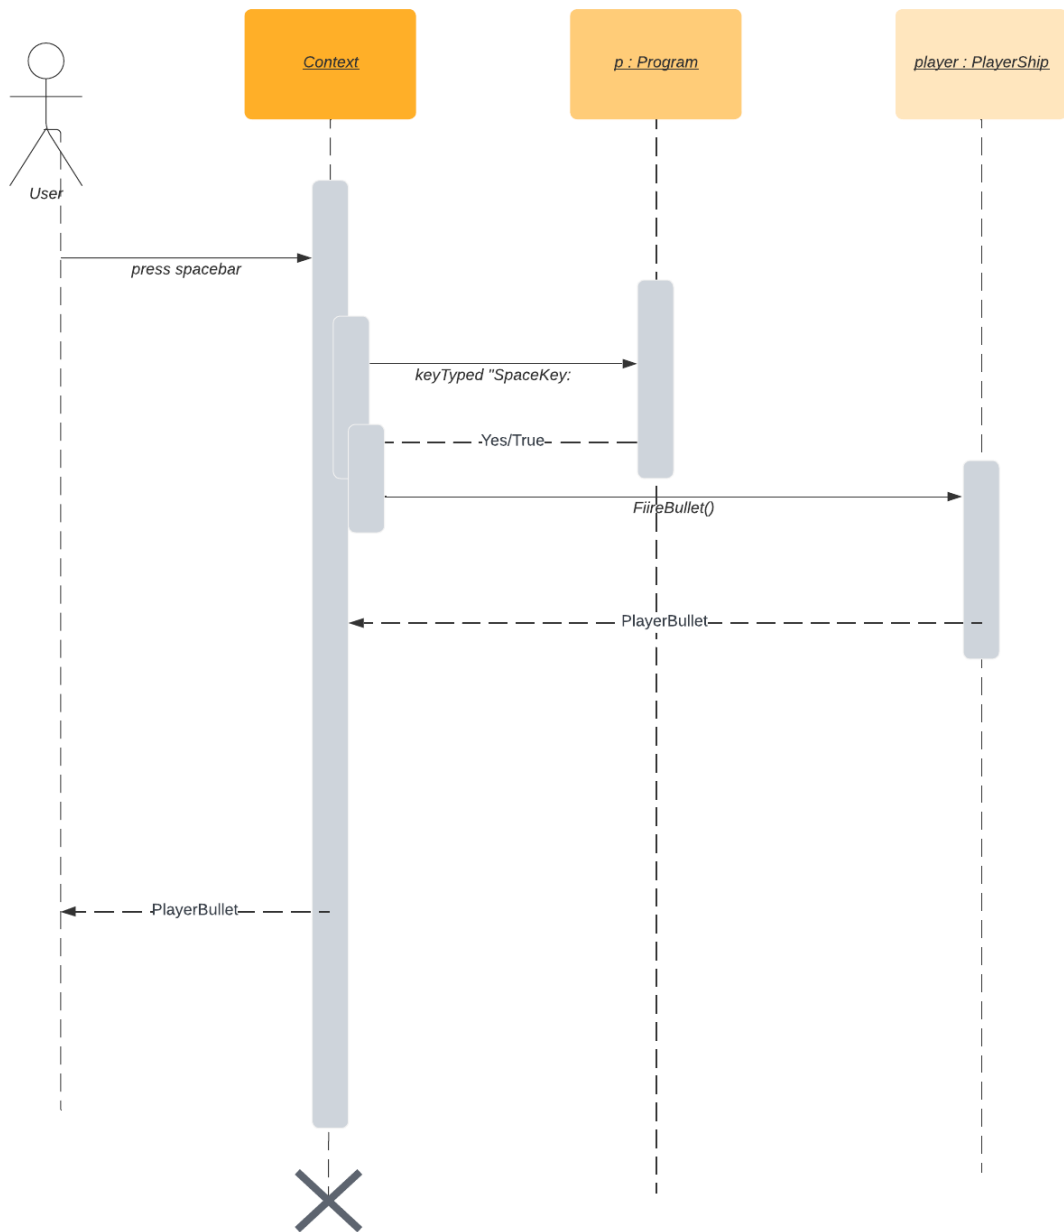 Context
p : Program
player : PlayerShip
User
press spacebar
keyTyped "SpaceKey:
Yes/True
FiireBullet()
PlayerBullet
PlayerBullet